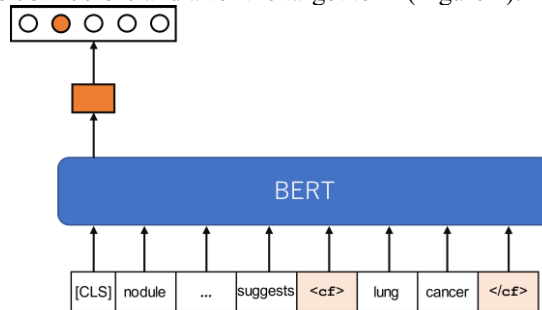 BERT
[CLS] nodule ... suggests <cf> lung cancer </cf>